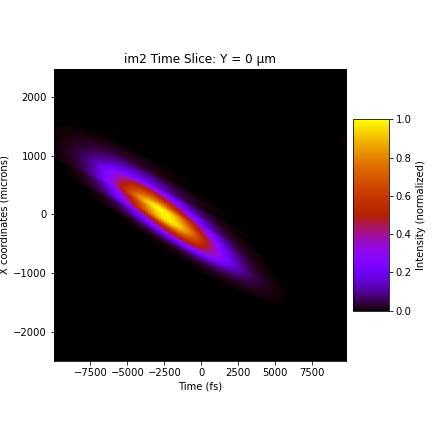 im2 Time Slice: Y = 0 µm
2000
1000
0
−1000
−2000
X coordinates (microns)
−7500 −5000 −2500 0 2500 5000 7500
Time (fs)
1.0
0.8
0.6
0.4
0.2
0.0
Intensity (normalized)